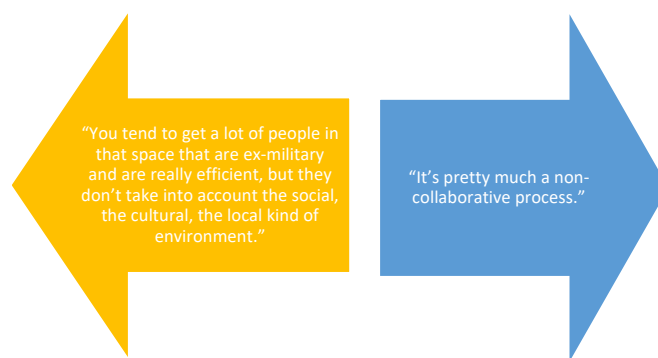 “You tend to get a lot of people in
that space that are ex-military
and are really efficient, but they
don’t take into account the social,
the cultural, the local kind of
environment.”
“It’s pretty much a non-
collaborative process.”